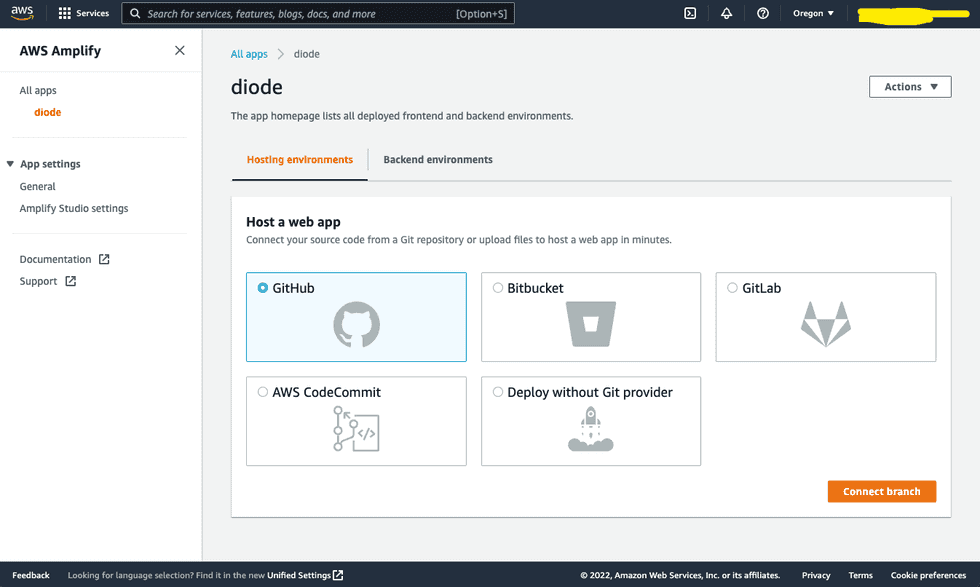 aws
Services
Search for services, features, blogs, docs, and more
[Option+S]
Oregon
AWS Amplify
All apps
diode
App settings
General
Amplify Studio settings
Documentation
Support
All apps
diode
diode
Actions
The app homepage lists all deployed frontend and backend environments.
Hosting environments
Backend environments
Host a web app
Connect your source code from a Git repository or upload files to host a web app in minutes.
GitHub
Bitbucket
GitLab
AWS CodeCommit
Deploy without Git provider
Connect branch
Feedback
Looking for language selection? Find it in the new Unified Settings
© 2022, Amazon Web Services, Inc. or its affiliates.
Privacy
Terms
Cookie preferences